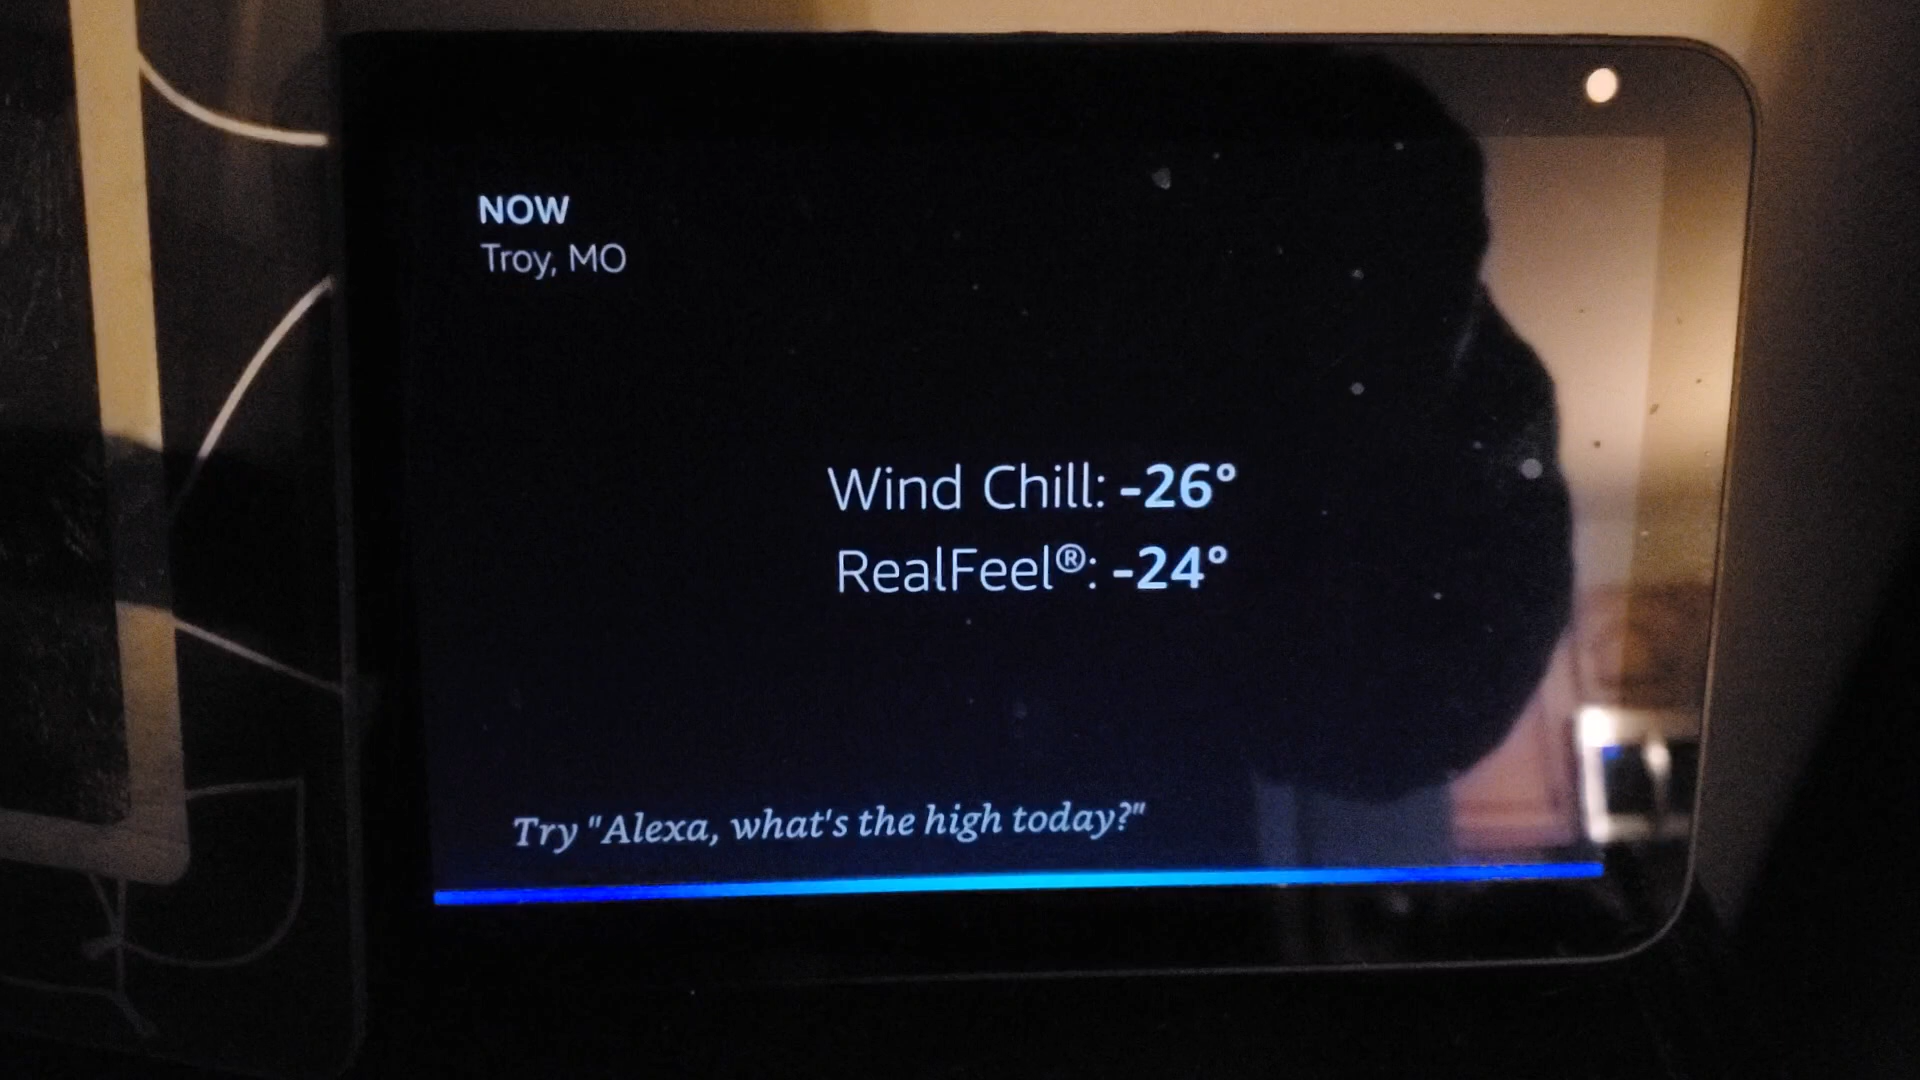 NOW
Troy, MO
Wind Chill: -26°
RealFeel®: -24°
Try "Alexa, what's the high today?"